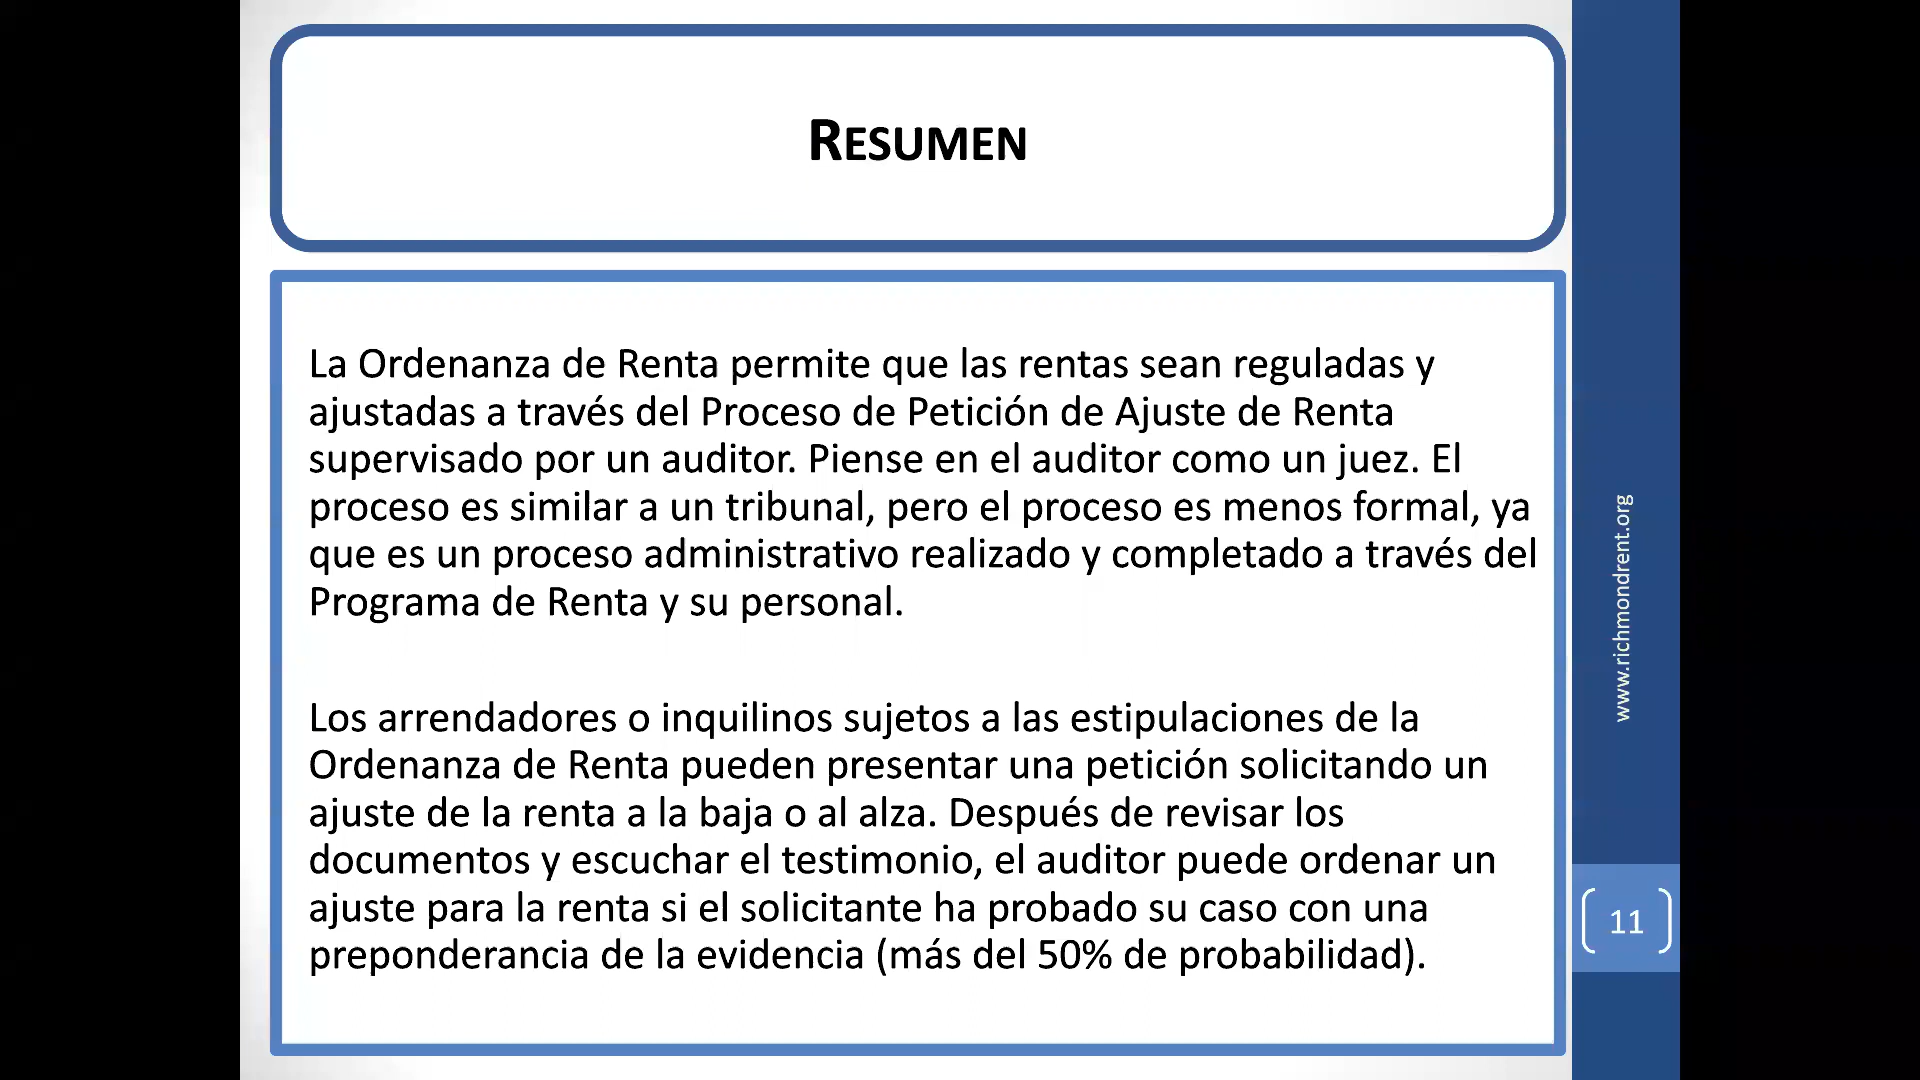 RESUMEN
La Ordenanza de Renta permite que las rentas sean reguladas y
ajustadas a través del Proceso de Petición de Ajuste de Renta
supervisado por un auditor. Piense en el auditor como un juez. El
proceso es similar a un tribunal, pero el proceso es menos formal, ya
que es un proceso administrativo realizado y completado a través del
Programa de Renta y su personal.
Los arrendadores o inquilinos sujetos a las estipulaciones de la
Ordenanza de Renta pueden presentar una petición solicitando un
ajuste de la renta a la baja o al alza. Después de revisar los
documentos y escuchar el testimonio, el auditor puede ordenar un
ajuste para la renta si el solicitante ha probado su caso con una
preponderancia de la evidencia (más del 50% de probabilidad).
www.richmondrent.org
11